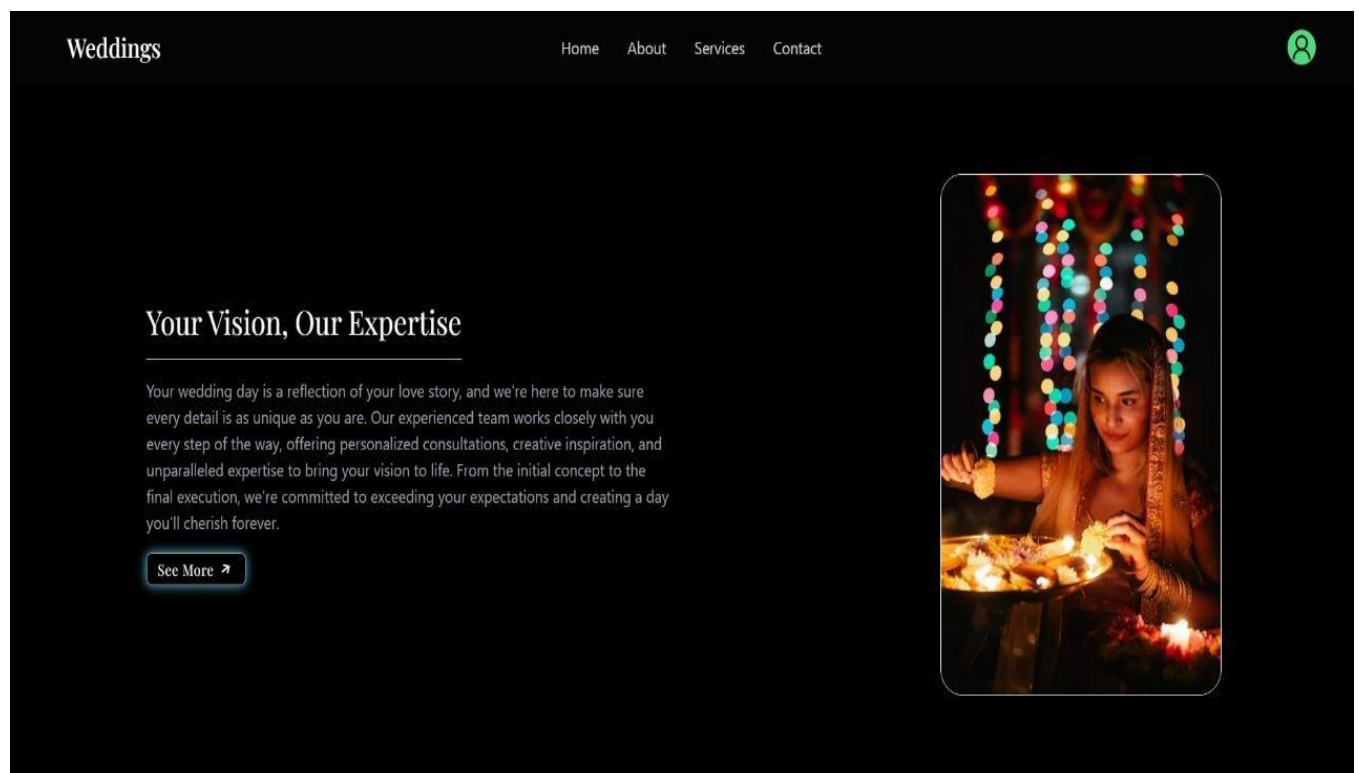 Weddings
Home About Services Contact
Your Vision, Our Expertise
Your wedding day is a reflection of your love story, and we're here to make sure
every detail is as unique as you are. Our experienced team works closely with you
every step of the way, offering personalized consultations, creative inspiration, and
unparalleled expertise to bring your vision to life. From the initial concept to the
final execution, we're committed to exceeding your expectations and creating a day
you'll cherish forever.
See More